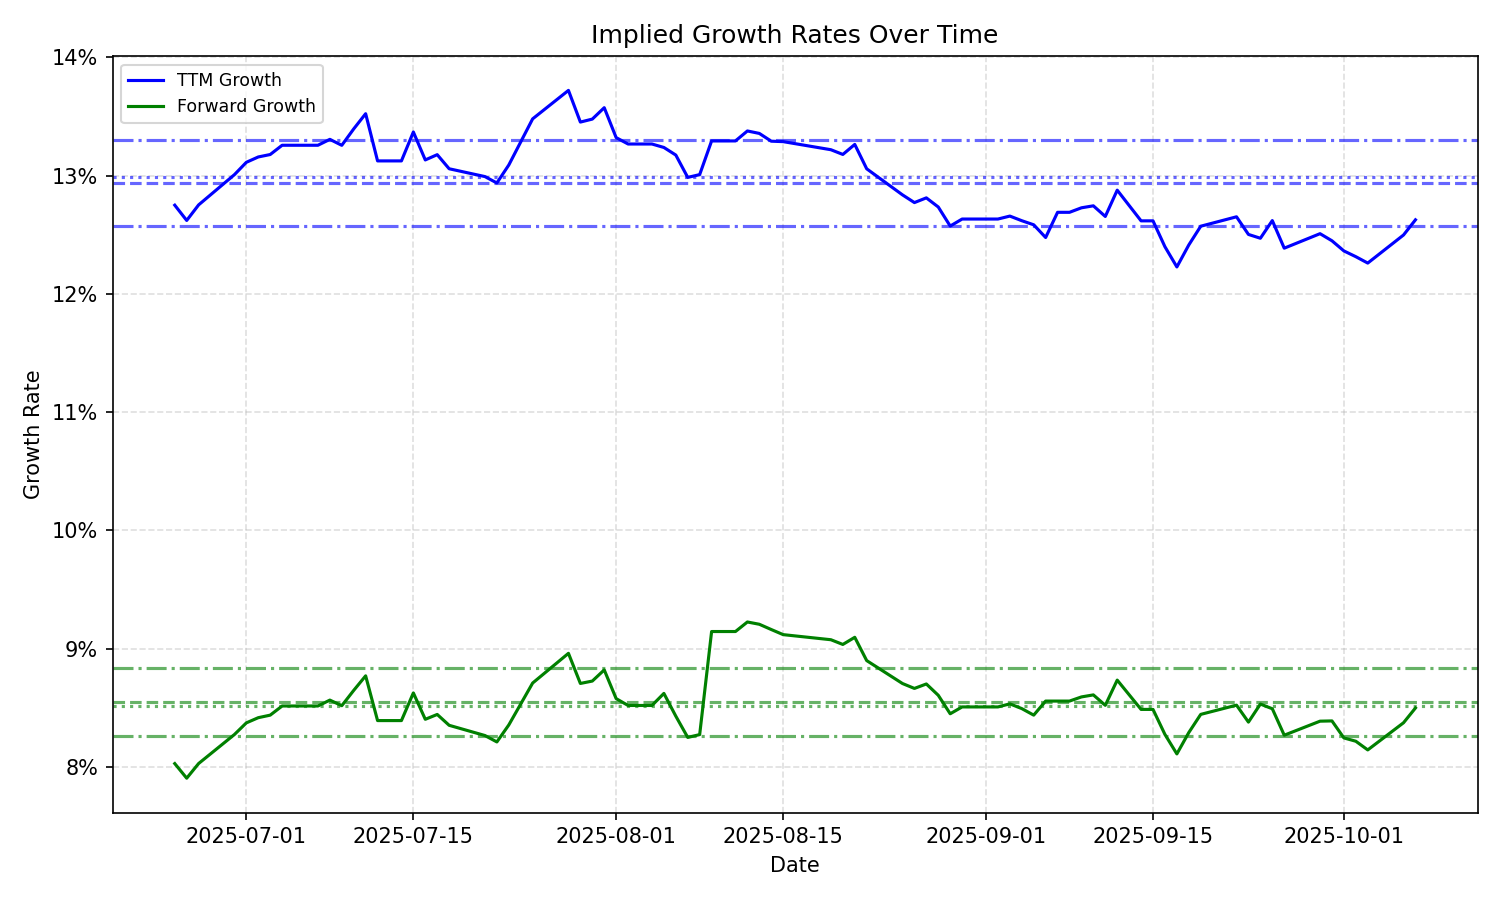 Implied Growth Rates Over Time
TTM Growth
Forward Growth
Growth Rate
14%
13%
12%
11%
10%
9%
8%
2025-07-01
2025-07-15
2025-08-01
2025-08-15
2025-09-01
2025-09-15
2025-10-01
Date